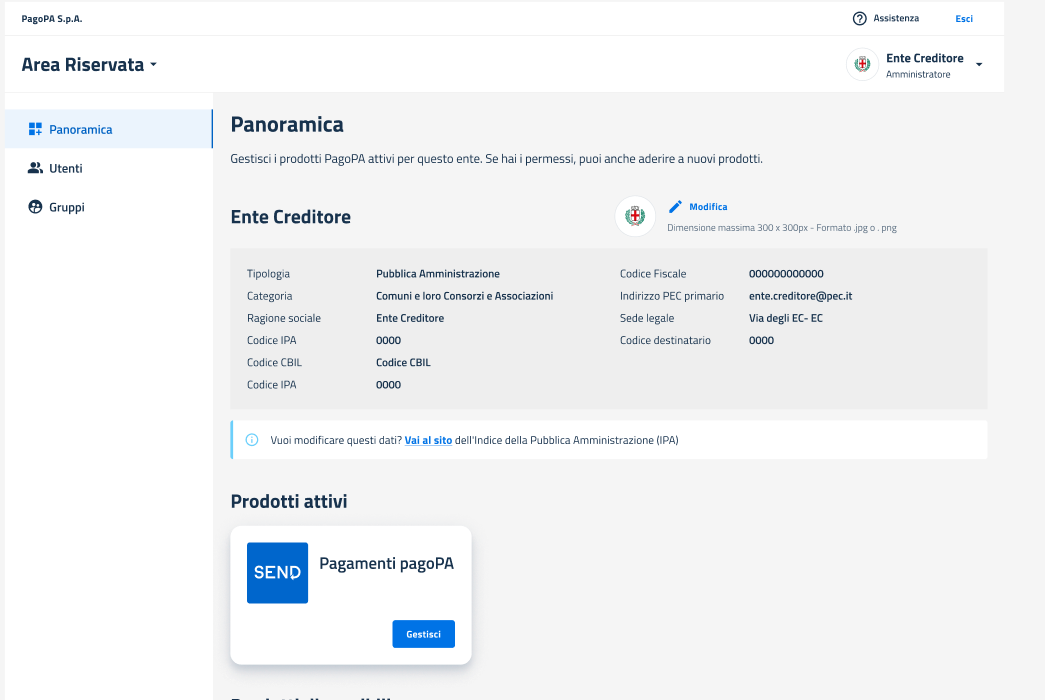 PagoPA S.p.A.
Assistenza
Esci
Area Riservata
Ente Creditore
Amministratore
Panoramica
Utenti
Gruppi
Panoramica
Gestisci i prodotti PagoPA attivi per questo ente. Se hai i permessi, puoi anche aderire a nuovi prodotti.
Ente Creditore
Modifica
Dimensione massima 300 x 300px - Formato .jpg o . png
Tipologia Pubblica Amministrazione
Categoria Comuni e loro Consorzi e Associazioni
Ragione sociale Ente Creditore
Codice IPA 0000
Codice CBIL Codice CBIL
Codice IPA 0000
Codice Fiscale 000000000000
Indirizzo PEC primario ente.creditore@pec.it
Sede legale Via degli EC- EC
Codice destinatario 0000
Vuoi modificare questi dati? Vai al sito dell'Indice della Pubblica Amministrazione (IPA)
Prodotti attivi
SEND
Pagamenti pagoPA
Gestisci